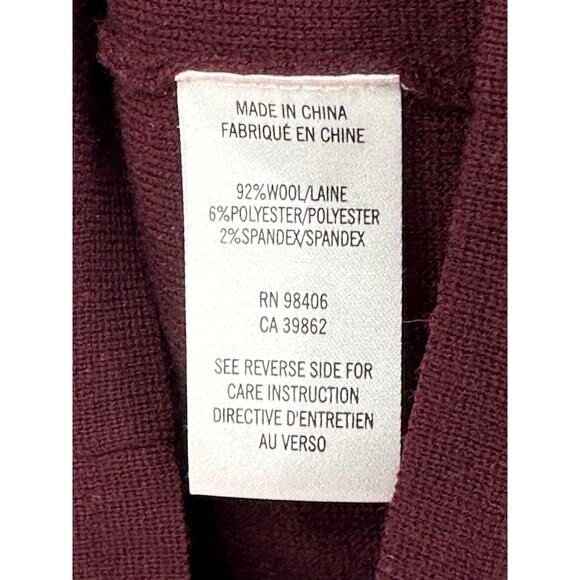 MADE IN CHINA
FABRIQUÉ EN CHINE
92%WOOL/LAINE
6%POLYESTER/POLYESTER
2%SPANDEX/SPANDEX
RN 98406
CA 39862
SEE REVERSE SIDE FOR
CARE INSTRUCTION
DIRECTIVE D'ENTRETIEN
AU VERSO